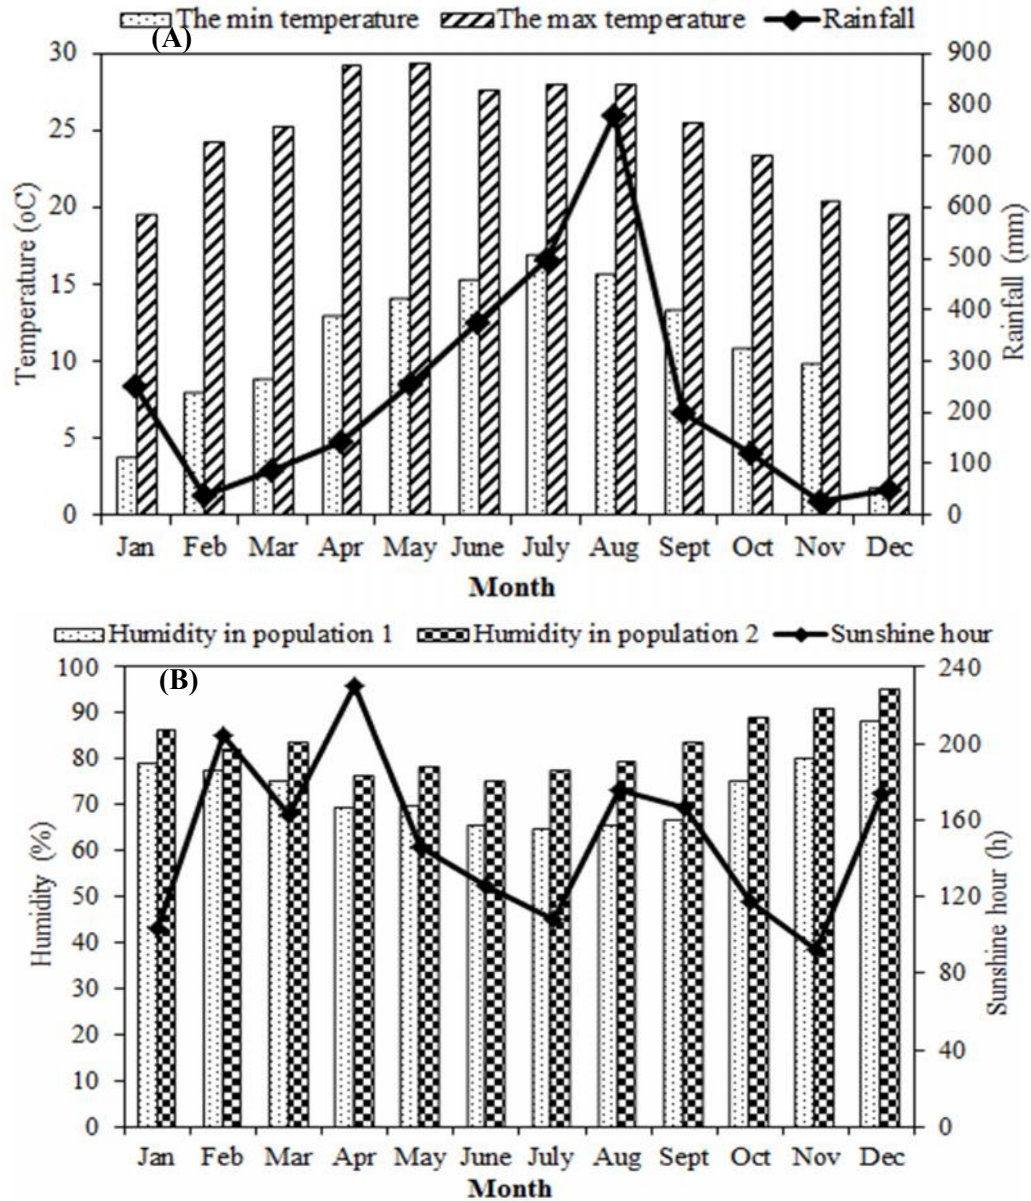 The min temperature The max temperature Rainfall
(A)
30 900
800
25
700
20 600
500
15
400
10 300
200
5
100
0 0
Temperature (oC)
Rainfall (mm)
Jan Feb Mar Apr May June July Aug Sept Oct Nov Dec
Month
Humidity in population 1 Humidity in population 2 Sunshine hour
(B)
100 240
90
80 200
70
60 160
50 120
40
30 80
20 40
10
0 0
Humidity (%)
Sunshine hour (h)
Jan Feb Mar Apr May June July Aug Sept Oct Nov Dec
Month